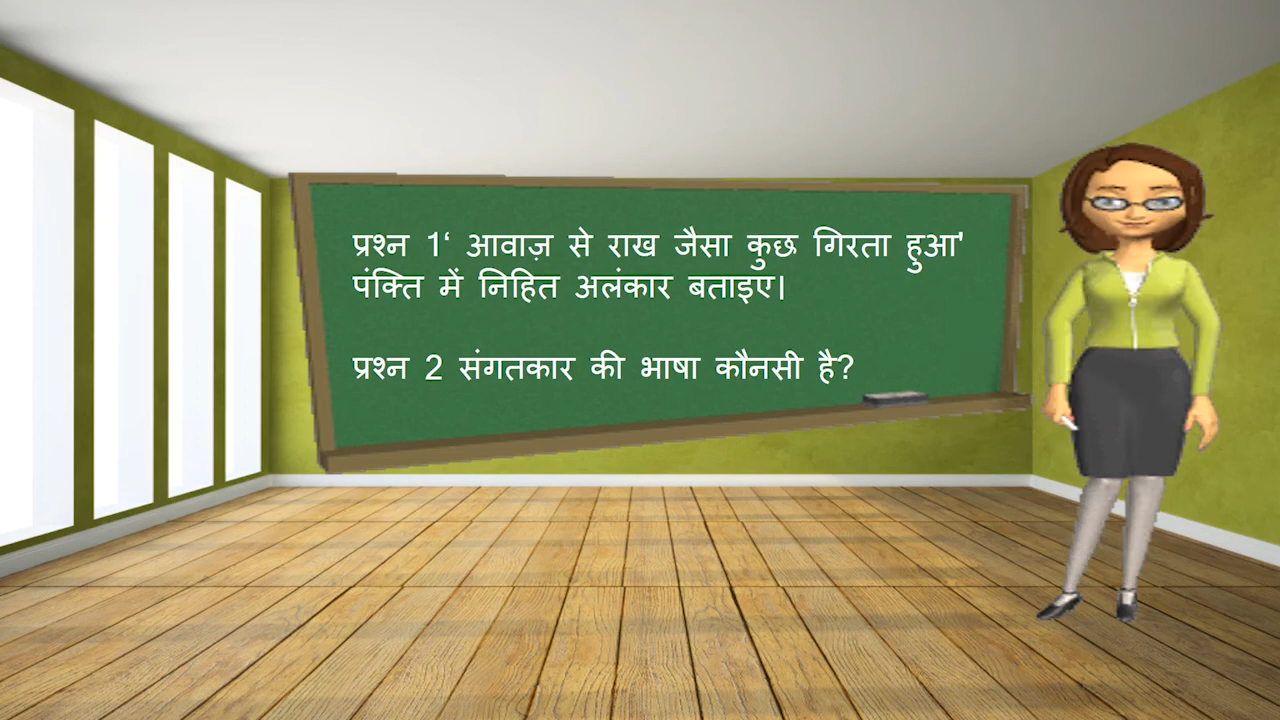 प्रश्न 1‘ आवाज़ से राख जैसा कुछ गिरता हुआ'
पंक्ति में निहित अलंकार बताइए।
प्रश्न 2 संगतकार की भाषा कौनसी है?